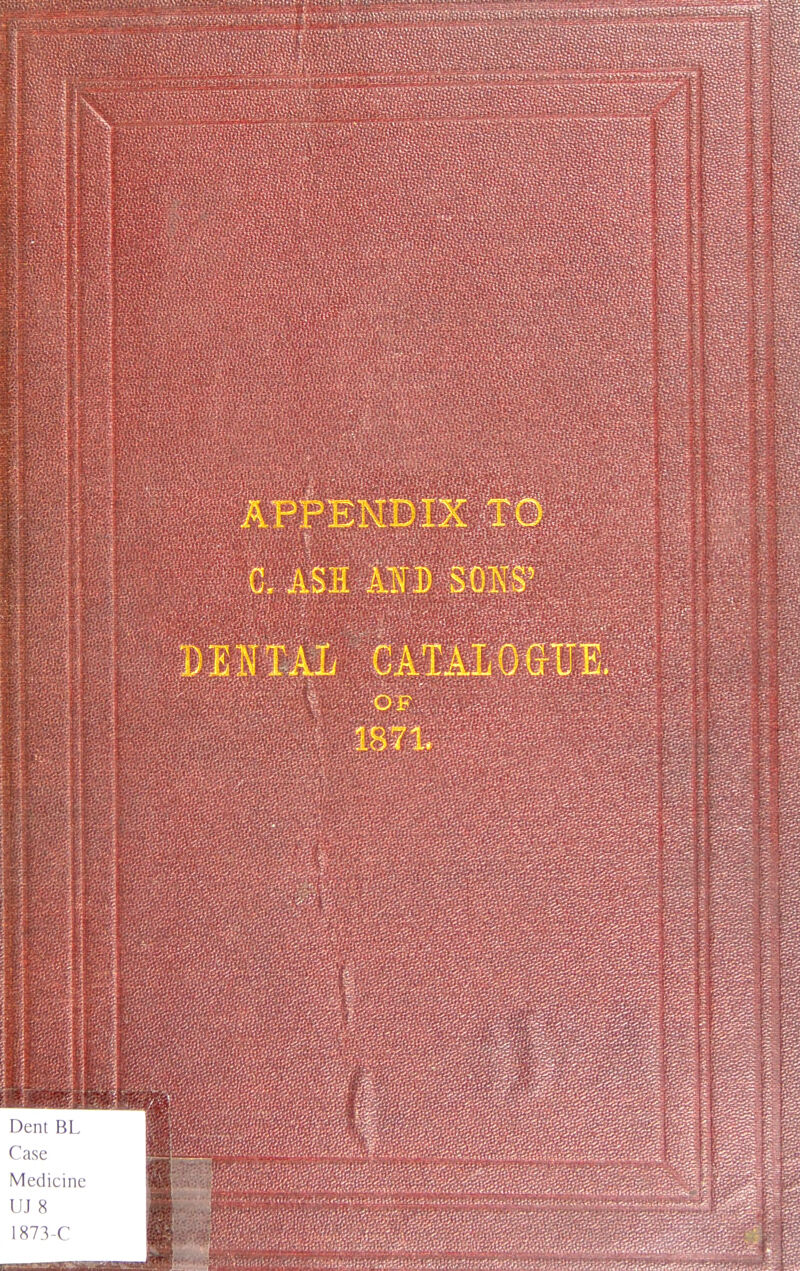 APPENDIX TO
C. ASH AND SONS'
DENTAL CATALOGUE.
OF
1871.
Dent BL
Case
Medicine
UJ 8
1873-C